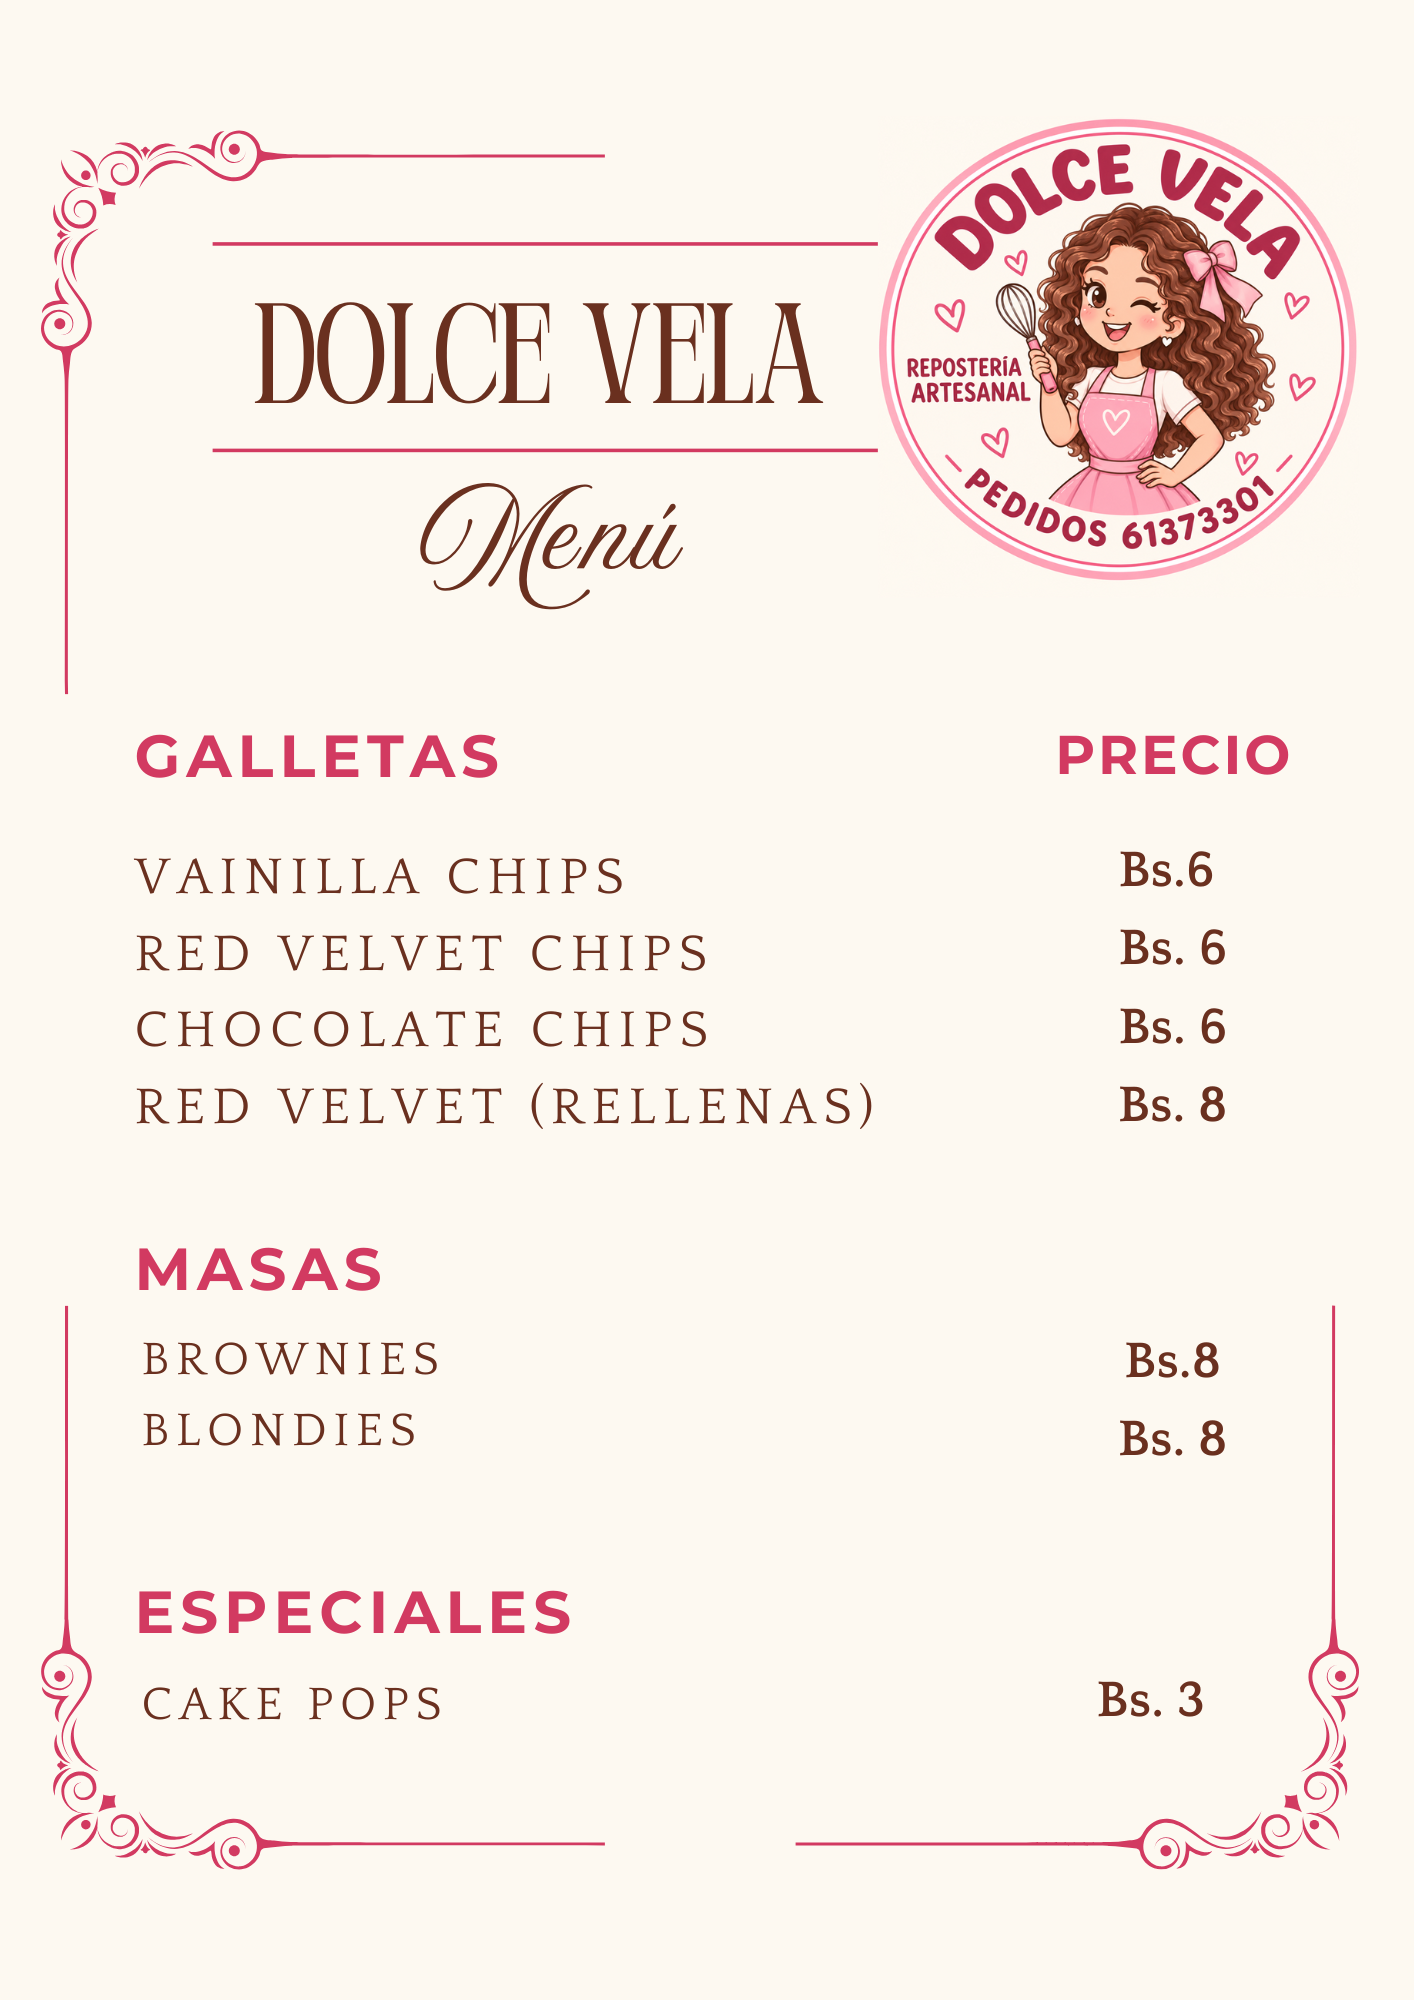 DOLCE VELA
Menú
DOLCE VELA
REPOSTERÍA
ARTESANAL
PEDIDOS 61373301
GALLETAS PRECIO
VAINILLA CHIPS Bs.6
RED VELVET CHIPS Bs. 6
CHOCOLATE CHIPS Bs. 6
RED VELVET (RELLENAS) Bs. 8
MASAS
BROWNIES Bs.8
BLONDIES Bs. 8
ESPECIALES
CAKE POPS Bs. 3